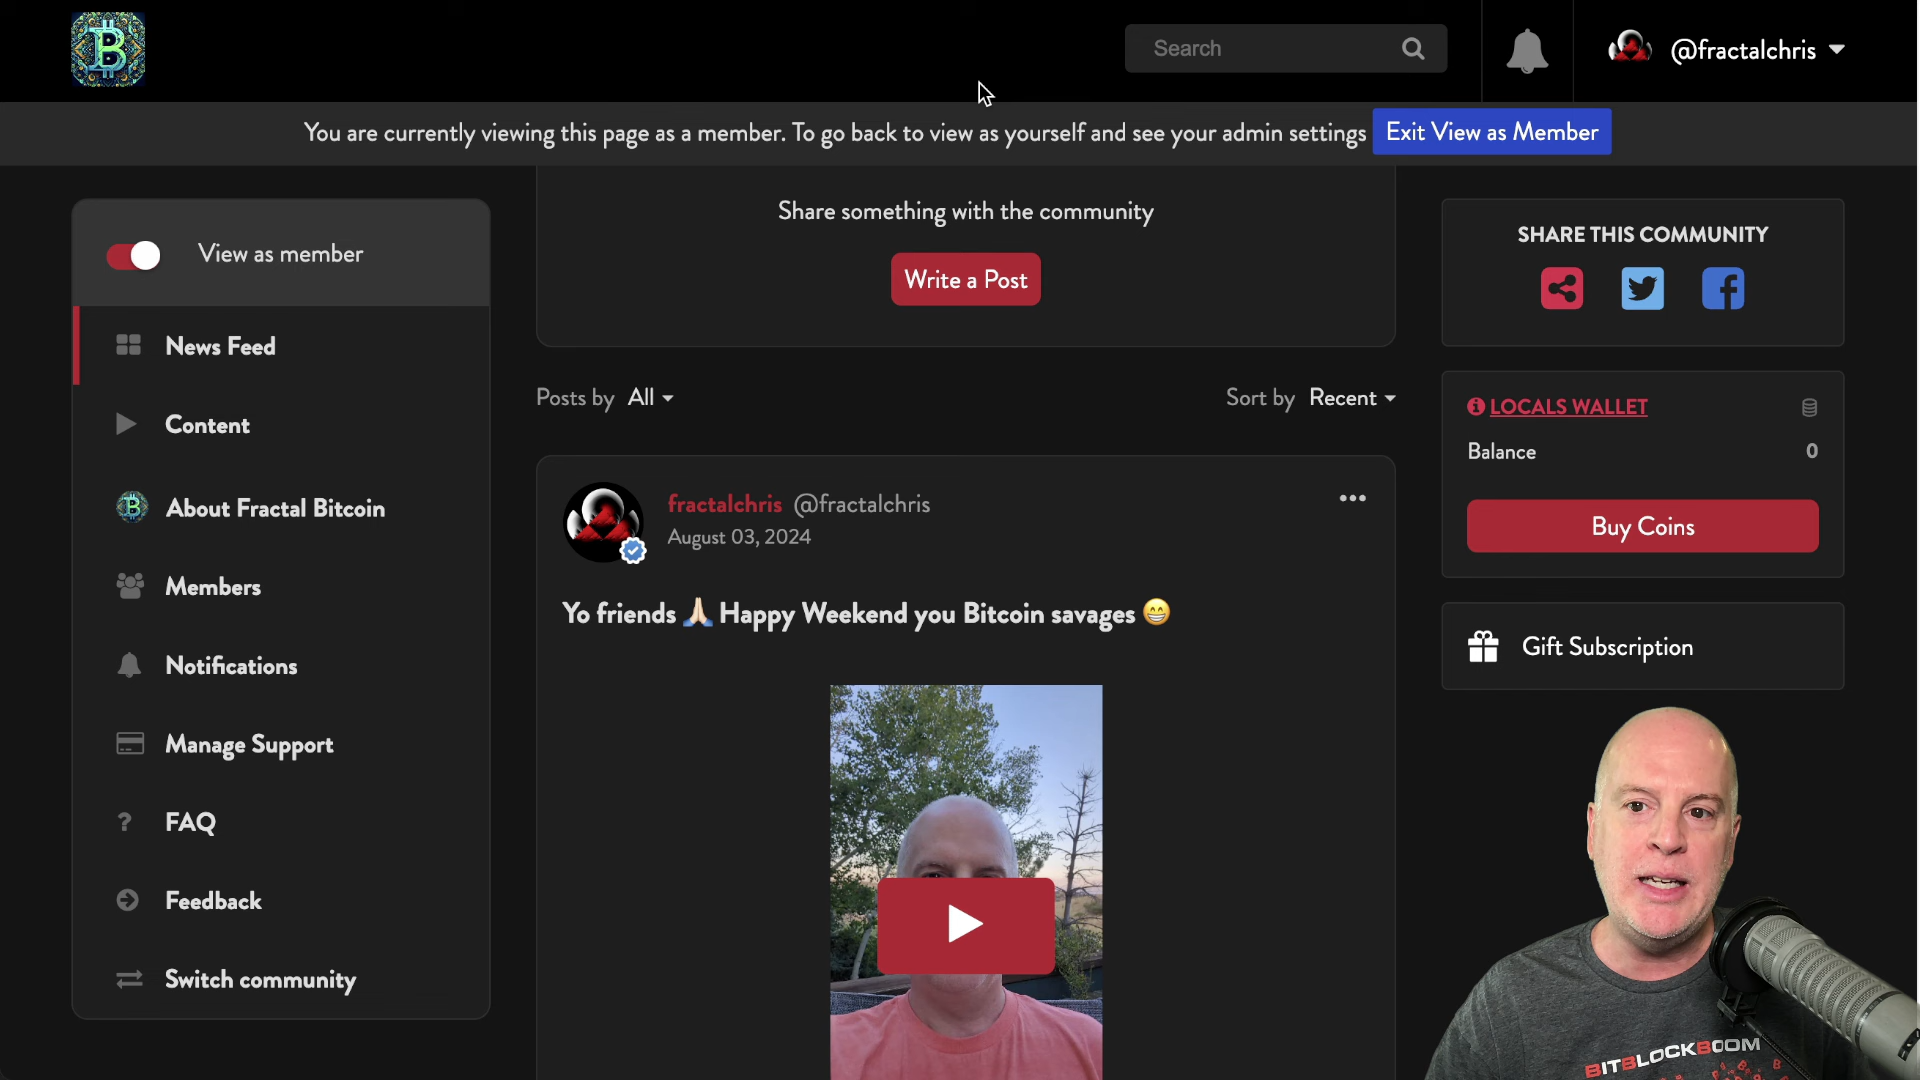 Search
@fractalchris
You are currently viewing this page as a member. To go back to view as yourself and see your admin settings
Exit View as Member
View as member
News Feed
Content
About Fractal Bitcoin
Members
Notifications
Manage Support
? FAQ
Feedback
Switch community
Share something with the community
Write a Post
Posts by All
Sort by Recent
fractalchris @fractalchris
August 03, 2024
Yo friends 🙏🏻 Happy Weekend you Bitcoin savages 😁
SHARE THIS COMMUNITY
LOCALS WALLET
Balance 0
Buy Coins
Gift Subscription
BITBLOCKBOOM